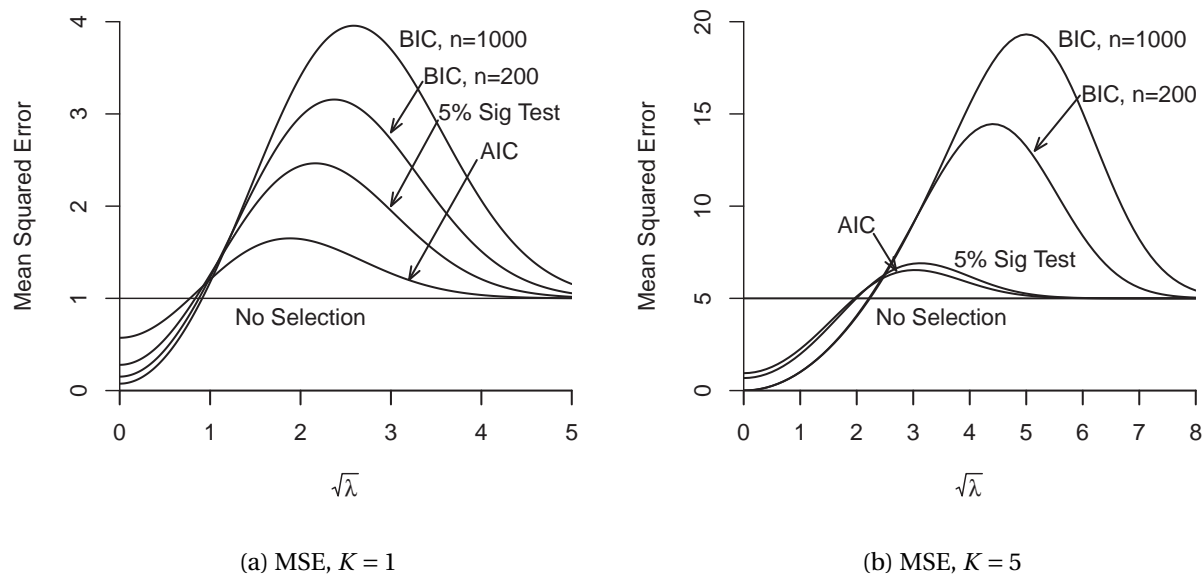 Mean Squared Error
0
1
2
3
4
0
1
2
3
4
5
√λ
BIC, n=1000
BIC, n=200
5% Sig Test
AIC
No Selection
(a) MSE, K = 1
Mean Squared Error
0
5
10
15
20
0
1
2
3
4
5
6
7
8
√λ
BIC, n=1000
BIC, n=200
AIC
5% Sig Test
No Selection
(b) MSE, K = 5